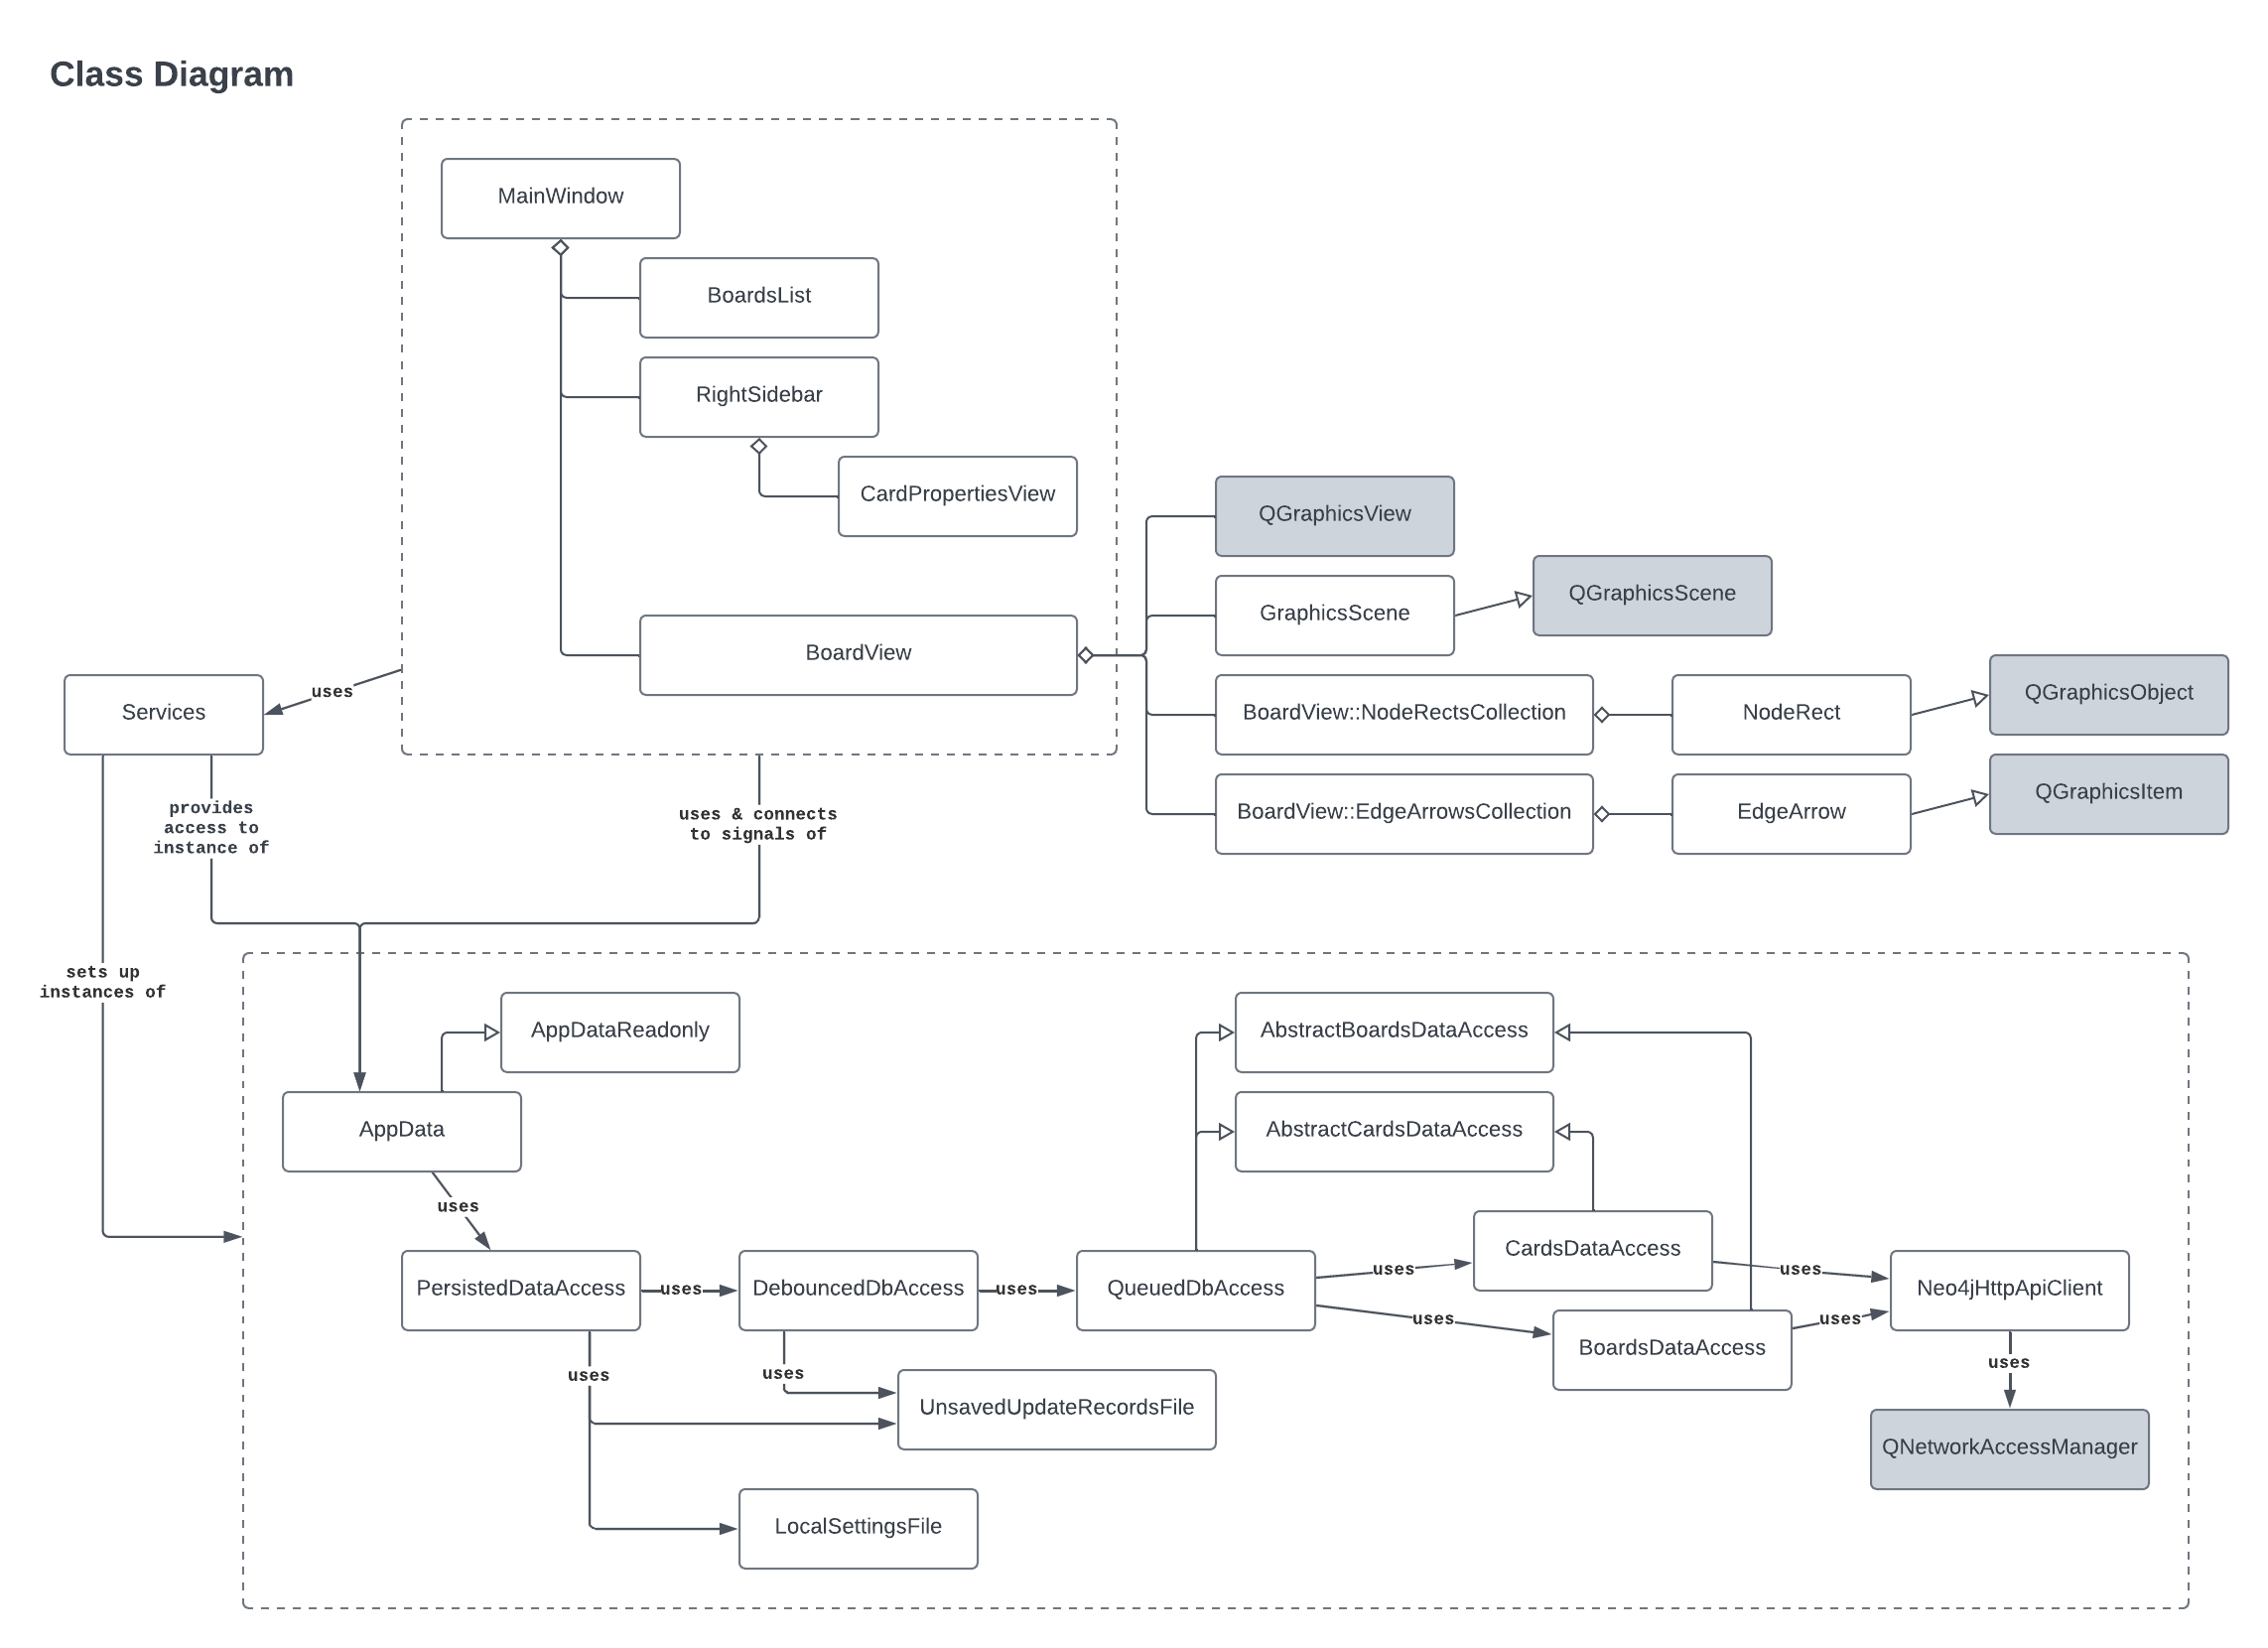 Class Diagram
MainWindow
BoardsList
RightSidebar
CardPropertiesView
QGraphicsView
QGraphicsScene
GraphicsScene
BoardView
QGraphicsObject
uses
Services
BoardView::NodeRectsCollection
NodeRect
QGraphicsItem
provides
access to
instance of
uses & connects
to signals of
BoardView::EdgeArrowsCollection
EdgeArrow
sets up
instances of
AppDataReadonly
AbstractBoardsDataAccess
AppData
AbstractCardsDataAccess
uses
CardsDataAccess
PersistedDataAccess
uses
DebouncedDbAccess
uses
QueuedDbAccess
uses
uses
Neo4jHttpApiClient
uses
uses
BoardsDataAccess
uses
uses
uses
UnsavedUpdateRecordsFile
QNetworkAccessManager
LocalSettingsFile